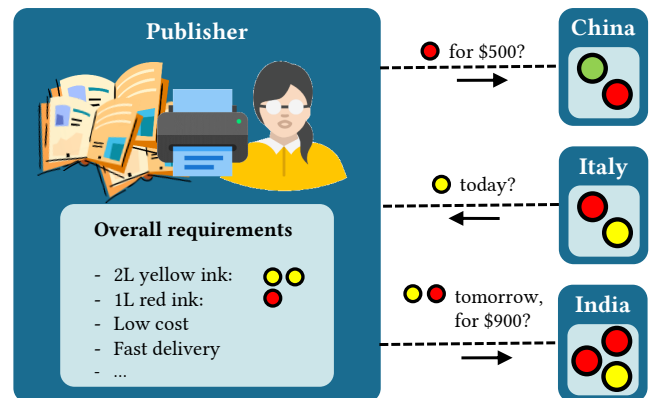 Publisher
Overall requirements
- 2L yellow ink:
- 1L red ink:
- Low cost
- Fast delivery
- ...
for $500?
today?
tomorrow,
for $900?
China
Italy
India